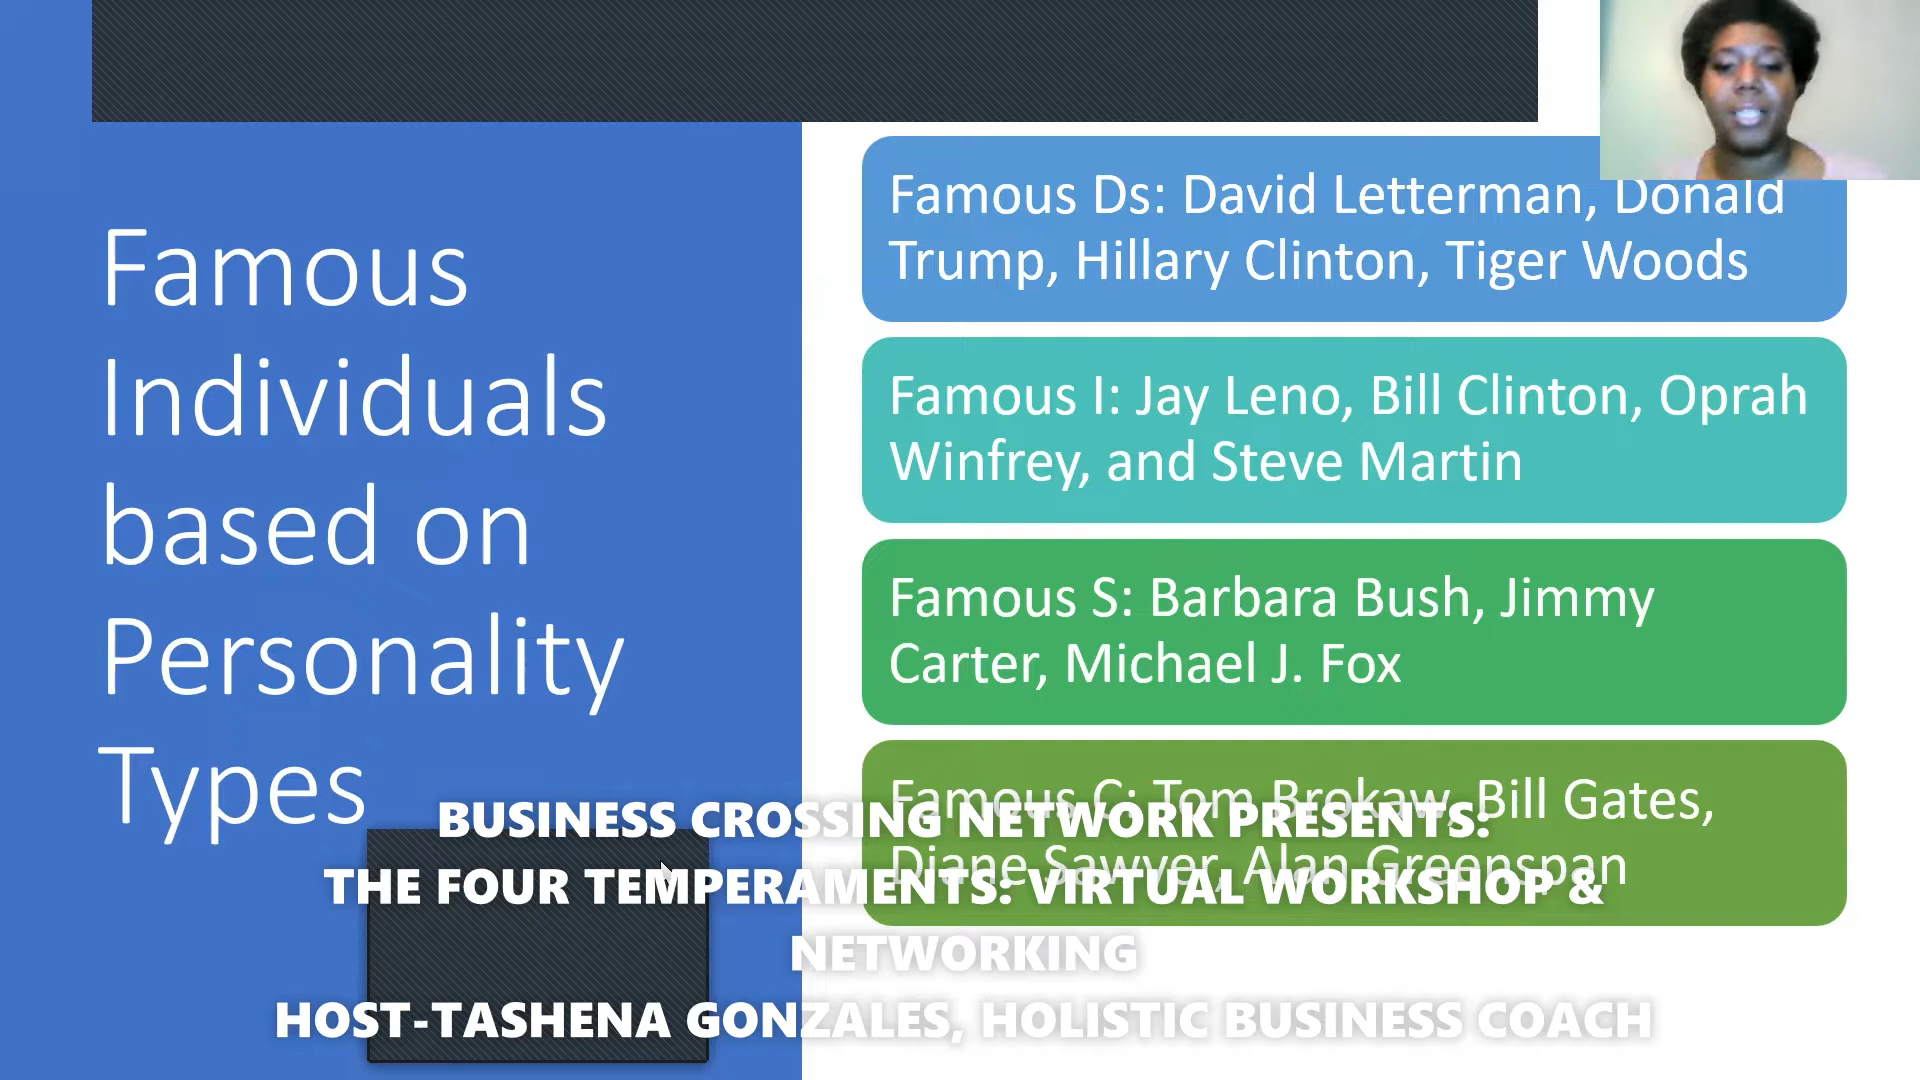 Famous
Individuals
based on
Personality
Types
Famous Ds: David Letterman, Donald
Trump, Hillary Clinton, Tiger Woods
Famous I: Jay Leno, Bill Clinton, Oprah
Winfrey, and Steve Martin
Famous S: Barbara Bush, Jimmy
Carter, Michael J. Fox
Famous C: Tom Brokaw, Bill Gates,
Diane Sawyer, Alan Greenspan
BUSINESS CROSSING NETWORK PRESENTS:
THE FOUR TEMPERAMENTS: VIRTUAL WORKSHOP &
NETWORKING
HOST-TASHENA GONZALES, HOLISTIC BUSINESS COACH